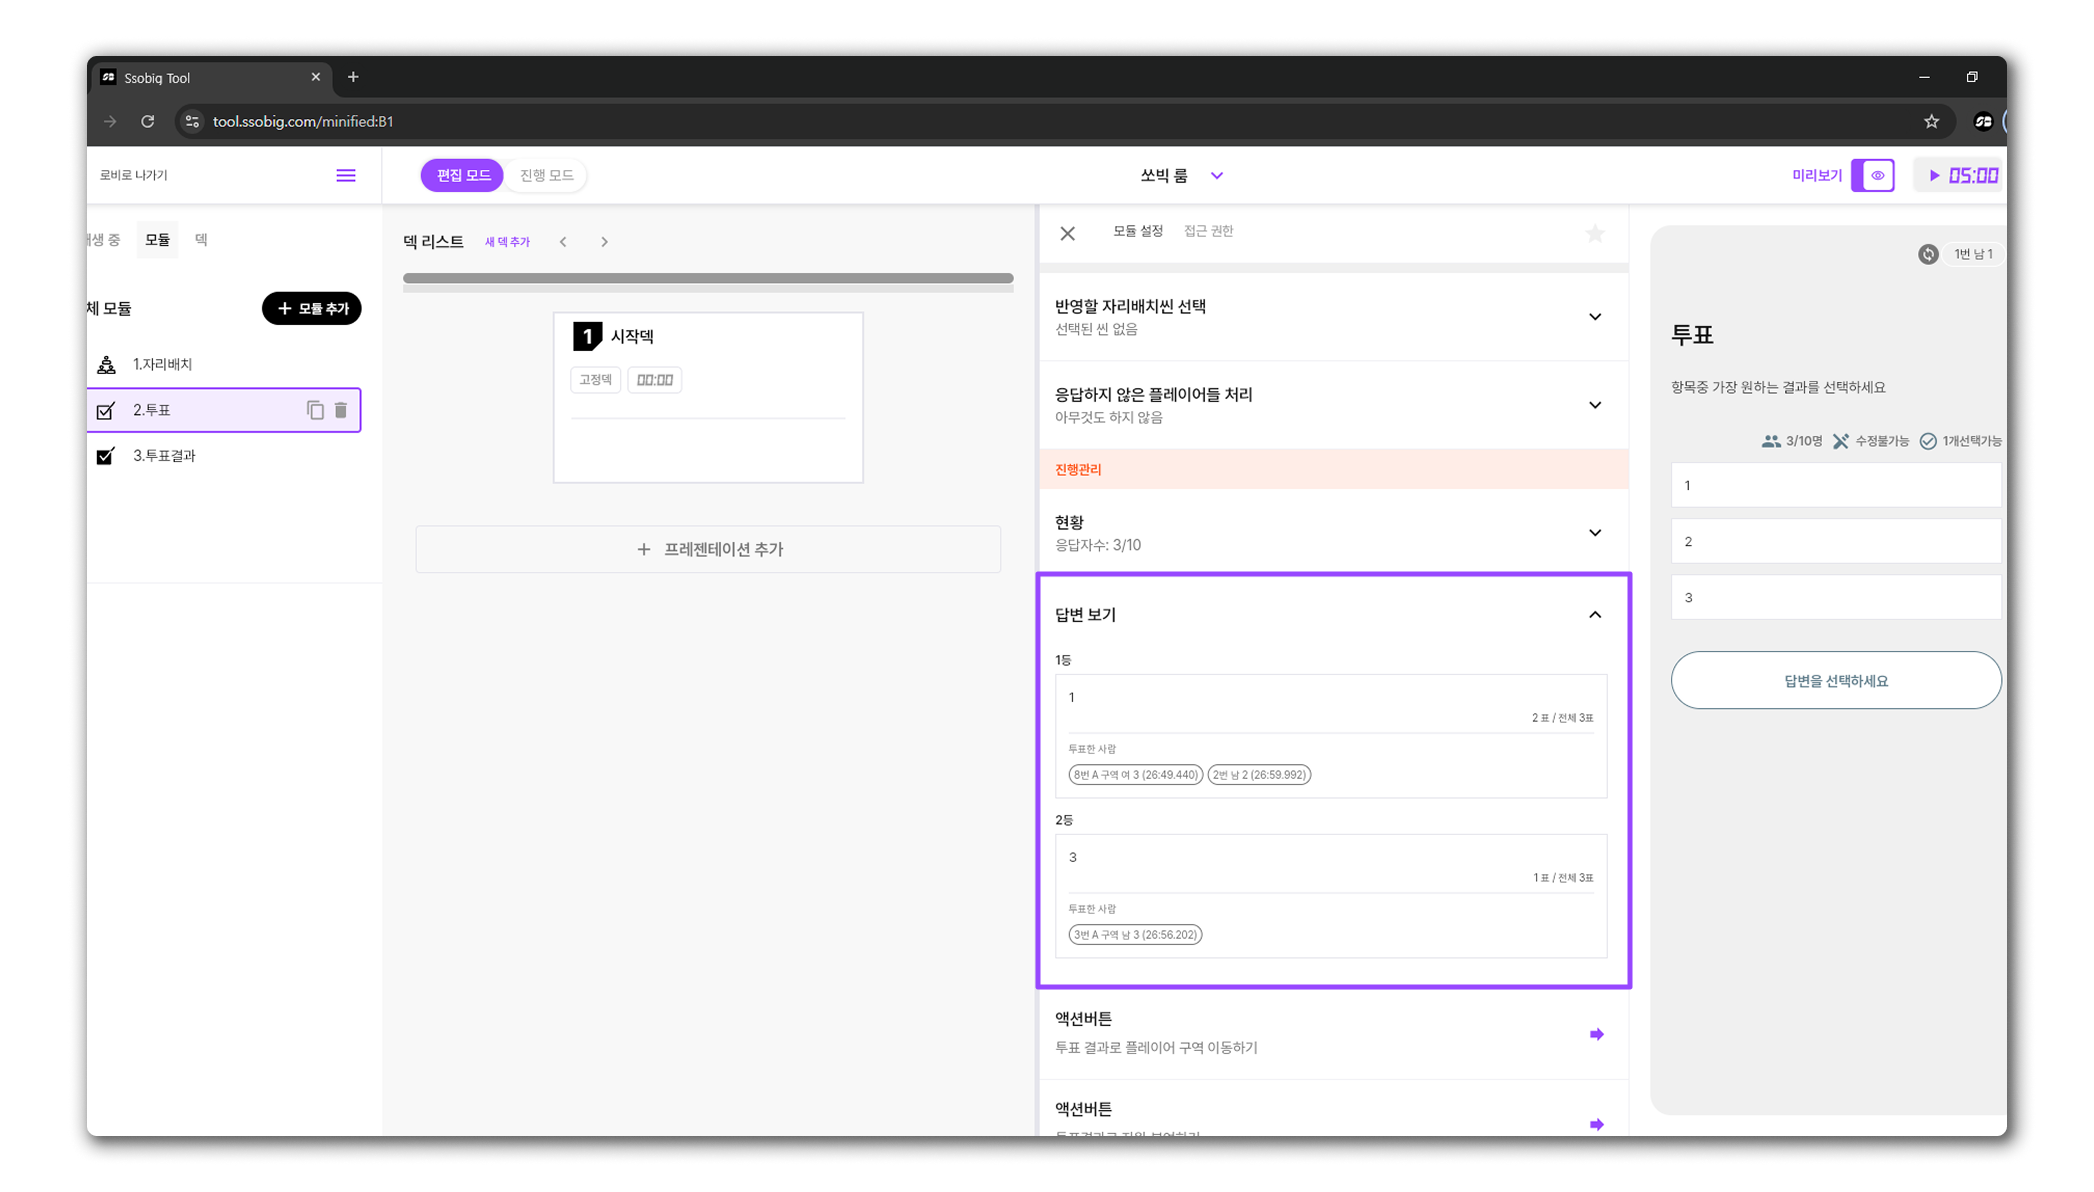 Ssobig Tool
tool.ssobig.com/minified:B1
로비로 나가기
편집 모드
진행 모드
쏘빅 룸
미리보기
05:00
생 중
모듈
덱
체 모듈
모듈 추가
1.자리배치
2.투표
3.투표결과
덱 리스트
새 덱 추가
1
시작덱
고정덱
00:00
프레젠테이션 추가
모듈 설정
접근 권한
반영할 자리배치씬 선택
선택된 씬 없음
응답하지 않은 플레이어들 처리
아무것도 하지 않음
진행관리
현황
응답자수: 3/10
답변 보기
1등
1
2 표 / 전체 3표
투표한 사람
8번 A 구역 여 3 (26:49.440)
2번 남 2 (26:59.992)
2등
3
1 표 / 전체 3표
투표한 사람
3번 A 구역 남 3 (26:56.202)
액션버튼
투표 결과로 플레이어 구역 이동하기
액션버튼
1번 남 1
투표
항목중 가장 원하는 결과를 선택하세요
3/10명
수정불가능
1개선택가능
1
2
3
답변을 선택하세요